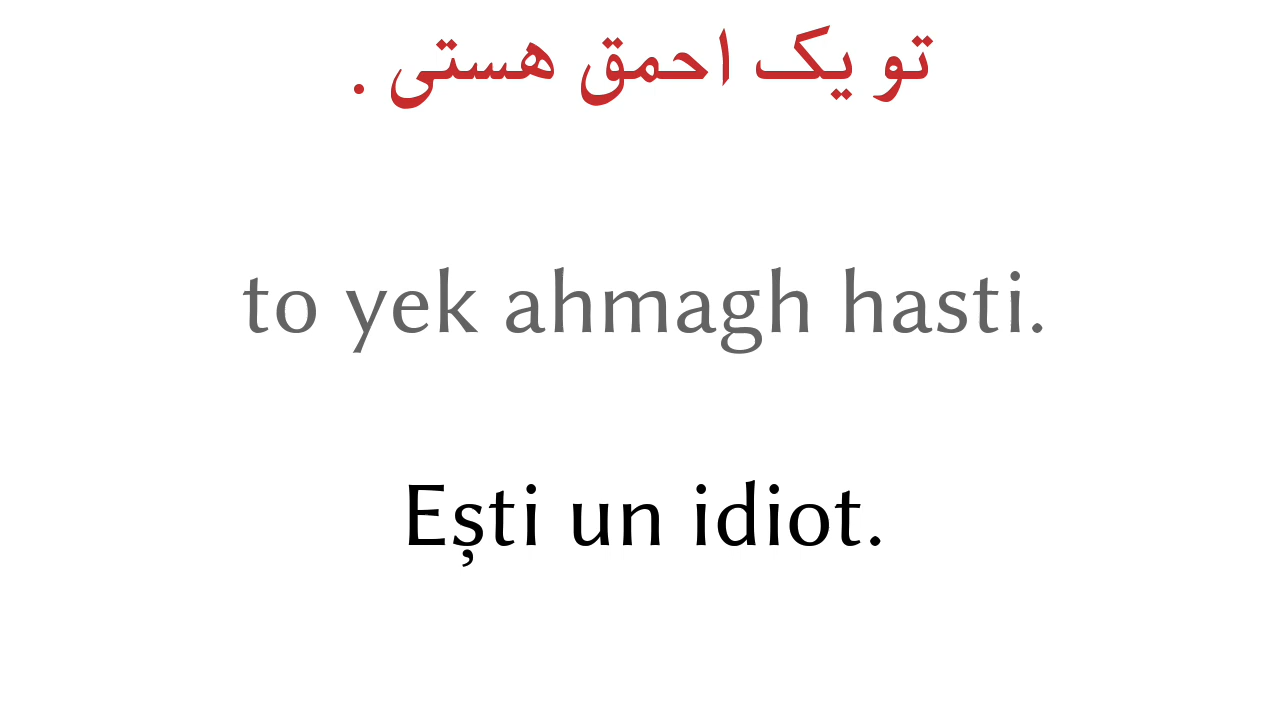 تو یک احمق هستی .
to yek ahmagh hasti.
Ești un idiot.